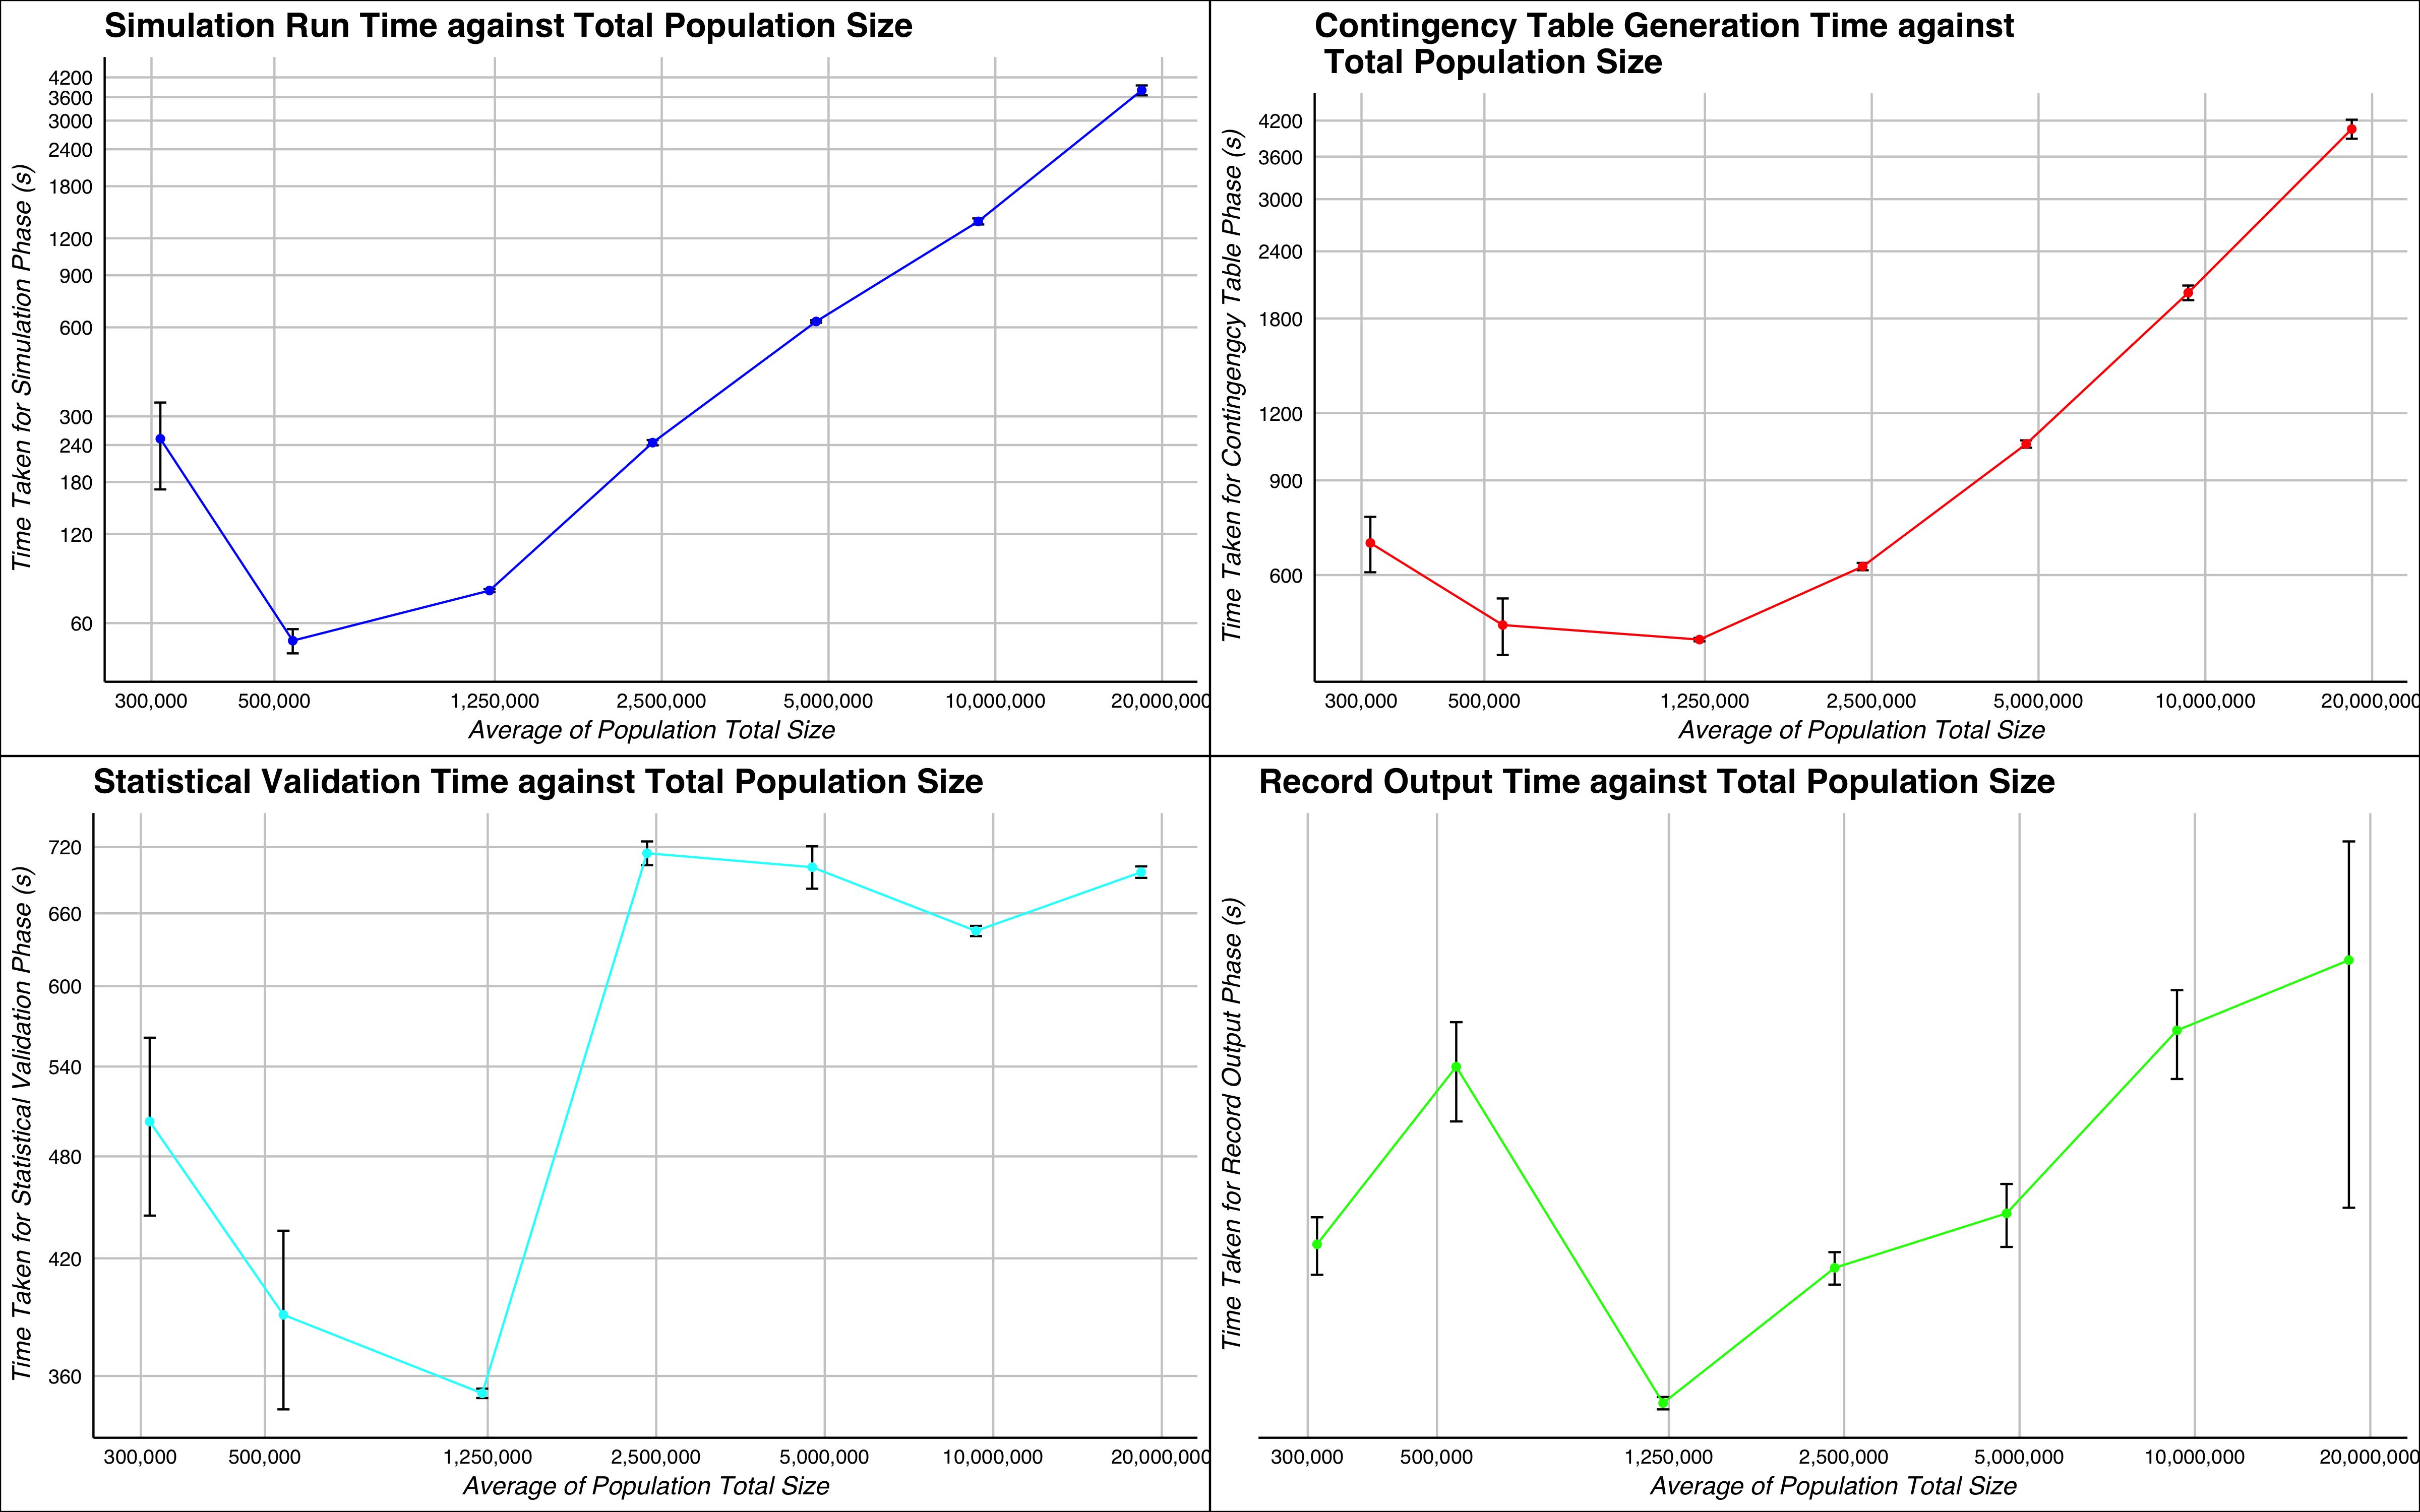 Simulation Run Time against Total Population Size
Time Taken for Simulation Phase (s)
4200
3600
3000
2400
1800
1200
900
600
300
240
180
120
60
300,000 500,000 1,250,000 2,500,000 5,000,000 10,000,000 20,000,000
Average of Population Total Size
Contingency Table Generation Time against
Total Population Size
Time Taken for Contingengcy Table Phase (s)
4200
3600
3000
2400
1800
1200
900
600
300,000 500,000 1,250,000 2,500,000 5,000,000 10,000,000 20,000,000
Average of Population Total Size
Statistical Validation Time against Total Population Size
Time Taken for Statistical Validation Phase (s)
720
660
600
540
480
420
360
300,000 500,000 1,250,000 2,500,000 5,000,000 10,000,000 20,000,000
Average of Population Total Size
Record Output Time against Total Population Size
Time Taken for Record Output Phase (s)
300,000 500,000 1,250,000 2,500,000 5,000,000 10,000,000 20,000,000
Average of Population Total Size